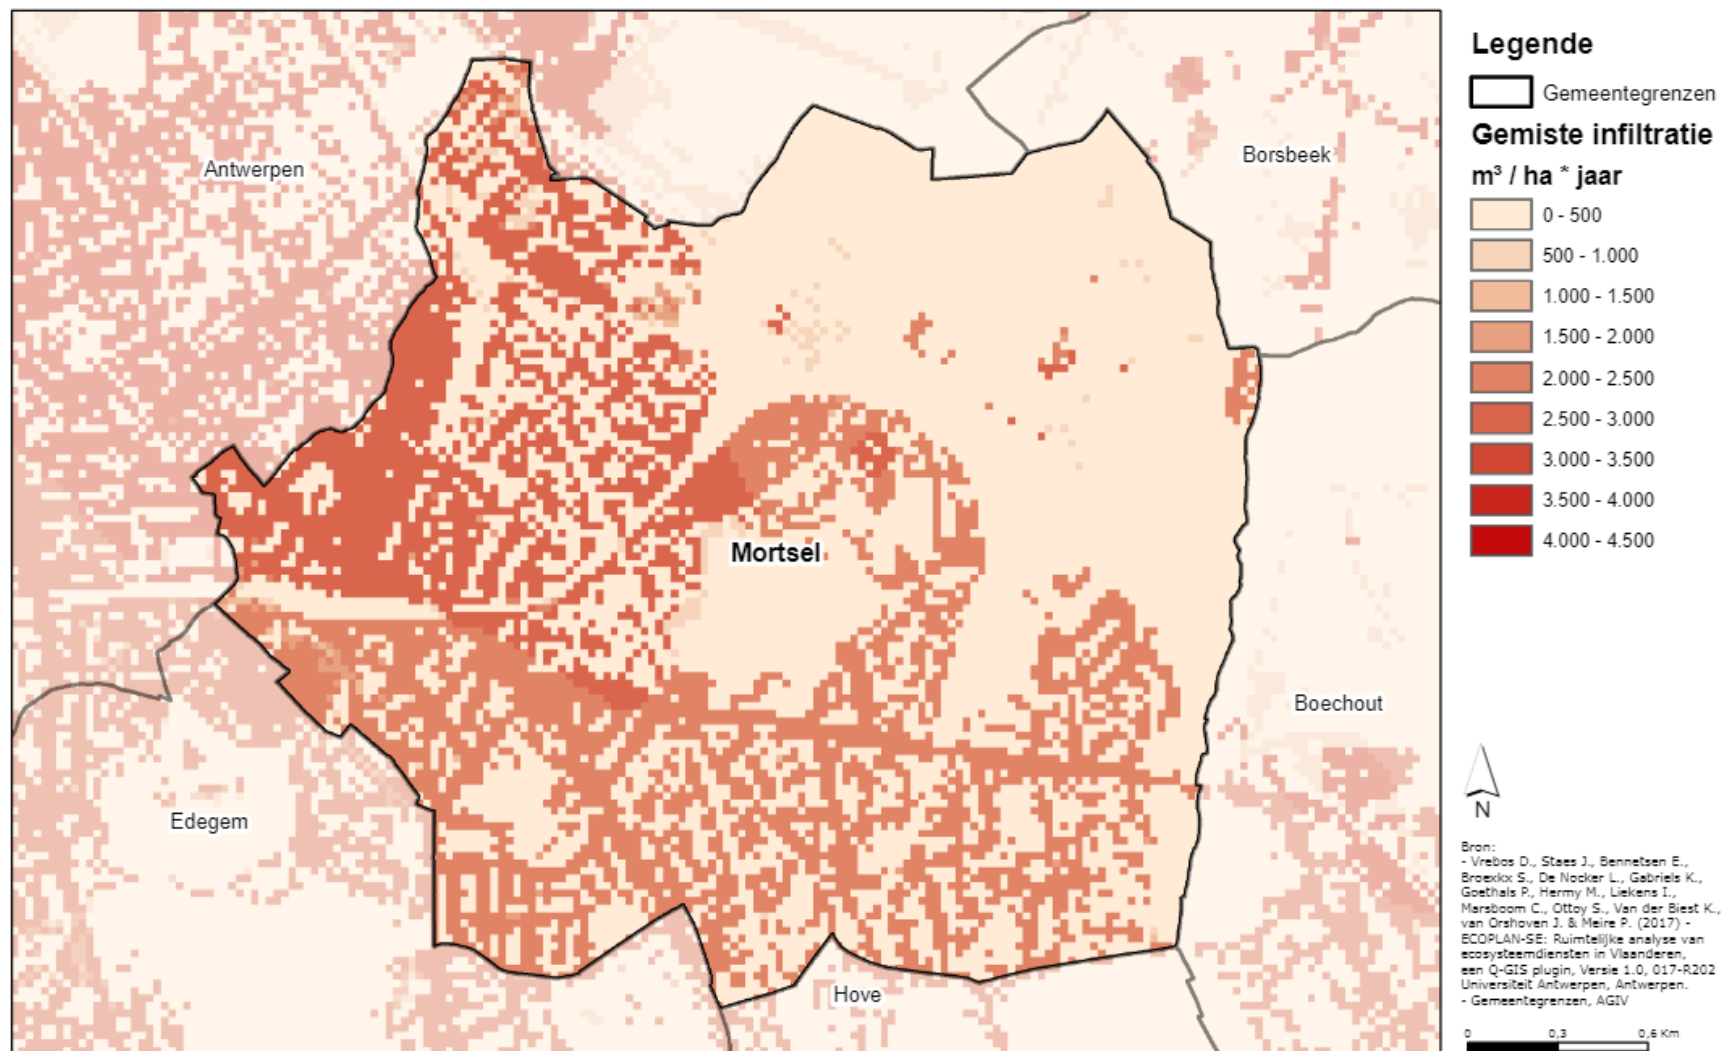 Antwerpen
Borsbeek
Mortsel
Boechout
Edegem
Hove
Legende
Gemeentegrenzen
Gemiste infiltratie
m³ / ha * jaar
0 - 500
500 - 1.000
1.000 - 1.500
1.500 - 2.000
2.000 - 2.500
2.500 - 3.000
3.000 - 3.500
3.500 - 4.000
4.000 - 4.500
N
Bron:
- Vrebos D., Staes J., Bennetsen E.,
Broexkx S., De Nocker L., Gabriels K.,
Goethals P., Hermy M., Liekens I.,
Marsboom C., Ottoy S., Van der Biest K.,
van Orshoven J. & Meire P. (2017) -
ECOPLAN-SE: Ruimtelijke analyse van
ecosysteemdiensten in Vlaanderen,
een Q-GIS plugin, Versie 1.0, 017-R202
Universiteit Antwerpen, Antwerpen.
- Gemeentegrenzen, AGIV
0 0,3 0,6 Km